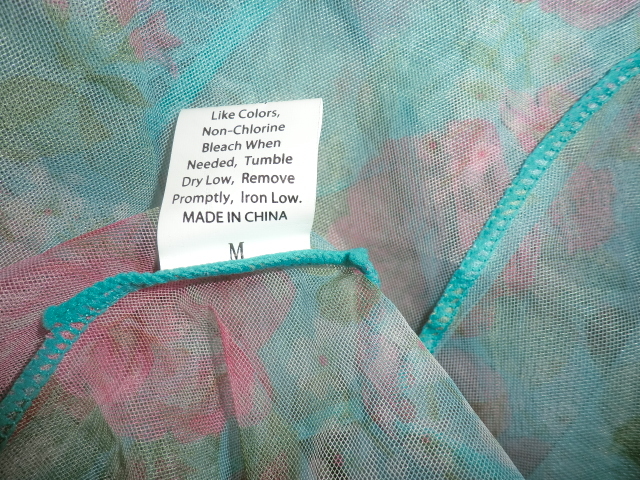 Like Colors,
Non-Chlorine
Bleach When
Needed, Tumble
Dry Low, Remove
Promptly, Iron Low.
MADE IN CHINA
M